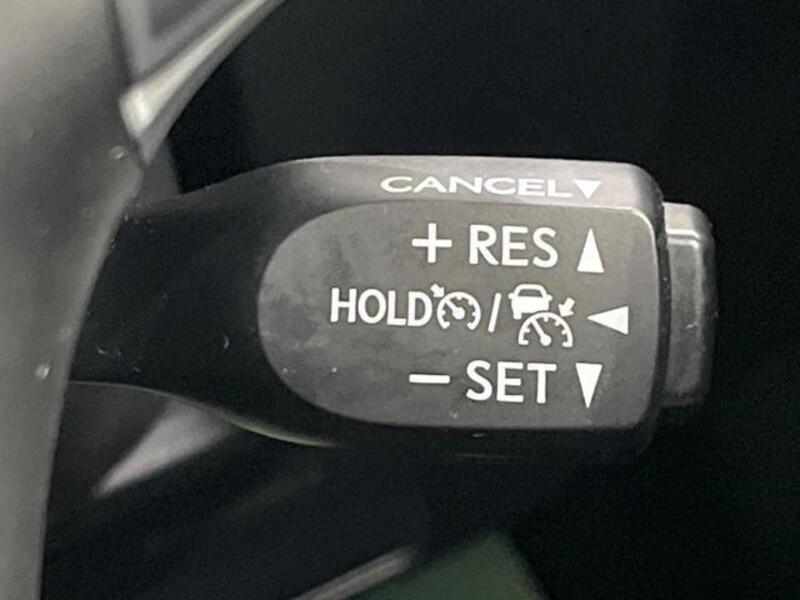 CANCEL▼
+ RES ▲
HOLD / ◀
− SET ▼